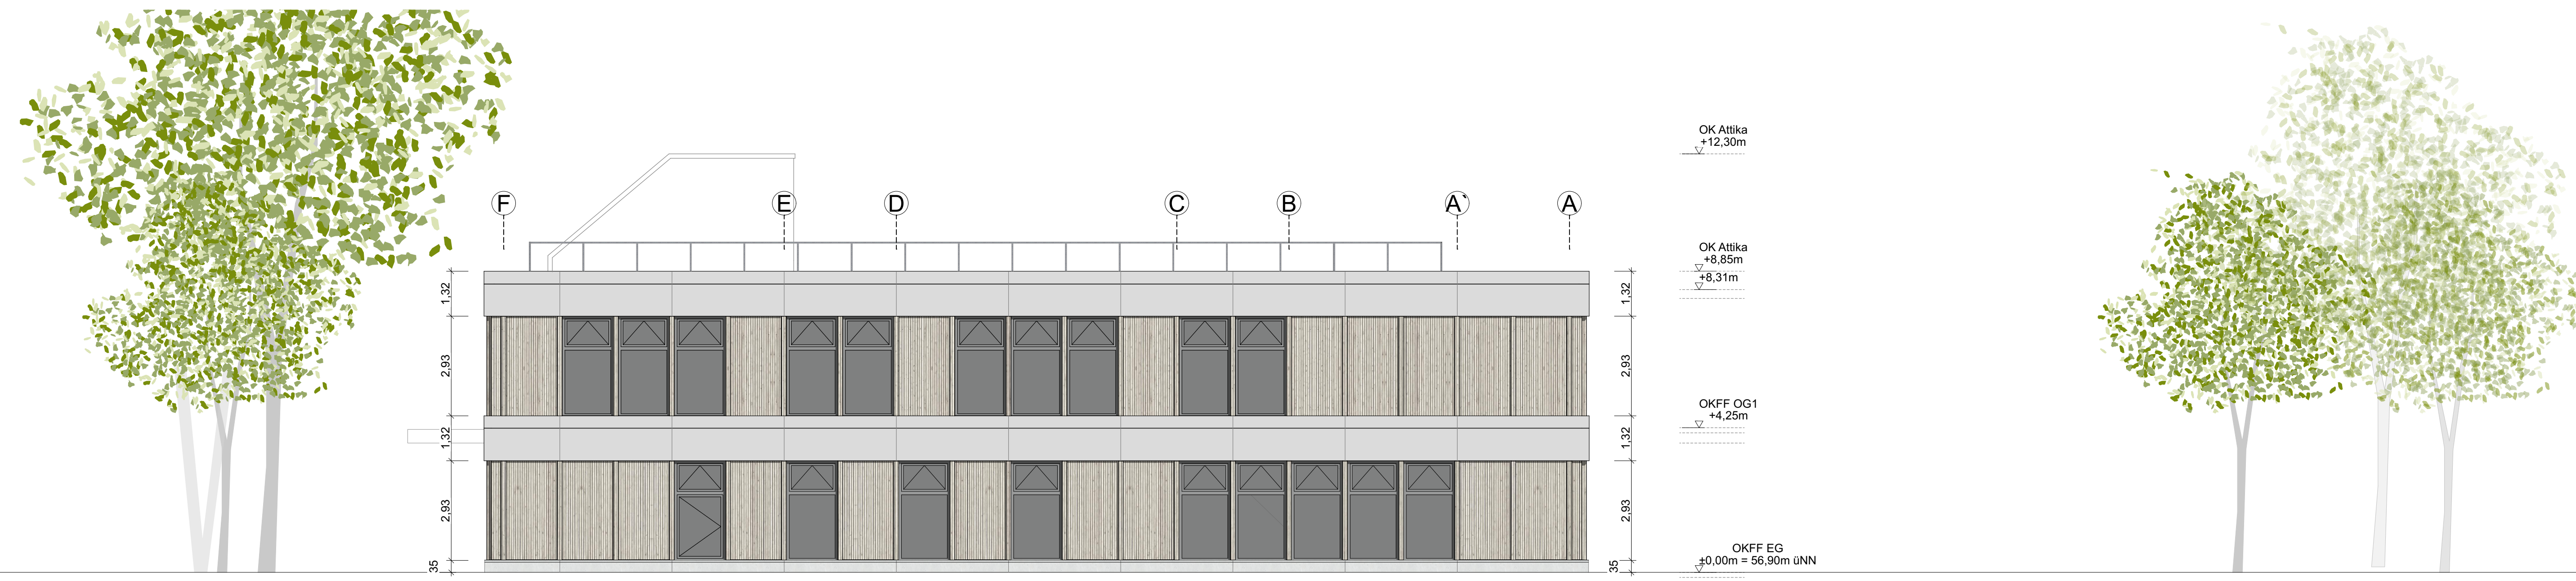 OK Attika
+12,30m
F
E
D
C
B
A`
A
OK Attika
+8,85m
+8,31m
1,32
1,32
2,93
2,93
OKFF OG1
+4,25m
1,32
1,32
2,93
2,93
OKFF EG
±0,00m = 56,90m üNN
35
35